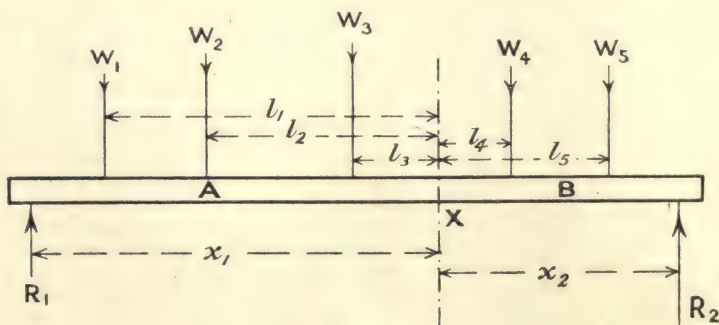 W₁
W₂
W₃
W₄
W₅
l₁
l₂
l₃
l₄
l₅
A
B
X
x₁
x₂
R₁
R₂